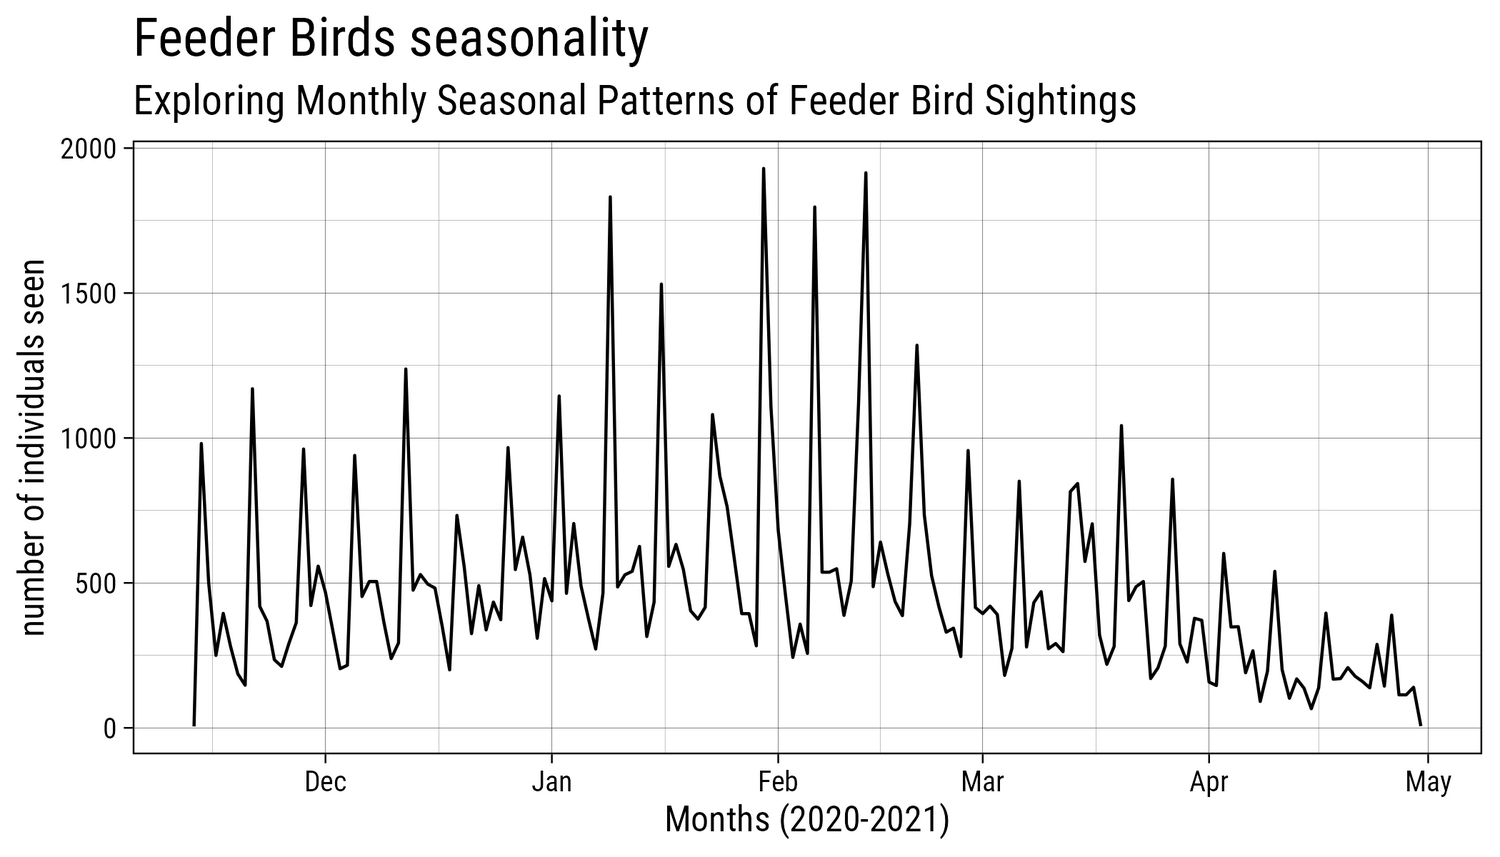 Feeder Birds seasonality
Exploring Monthly Seasonal Patterns of Feeder Bird Sightings
2000
1500
1000
500
0
number of individuals seen
Dec Jan Feb Mar Apr May
Months (2020-2021)